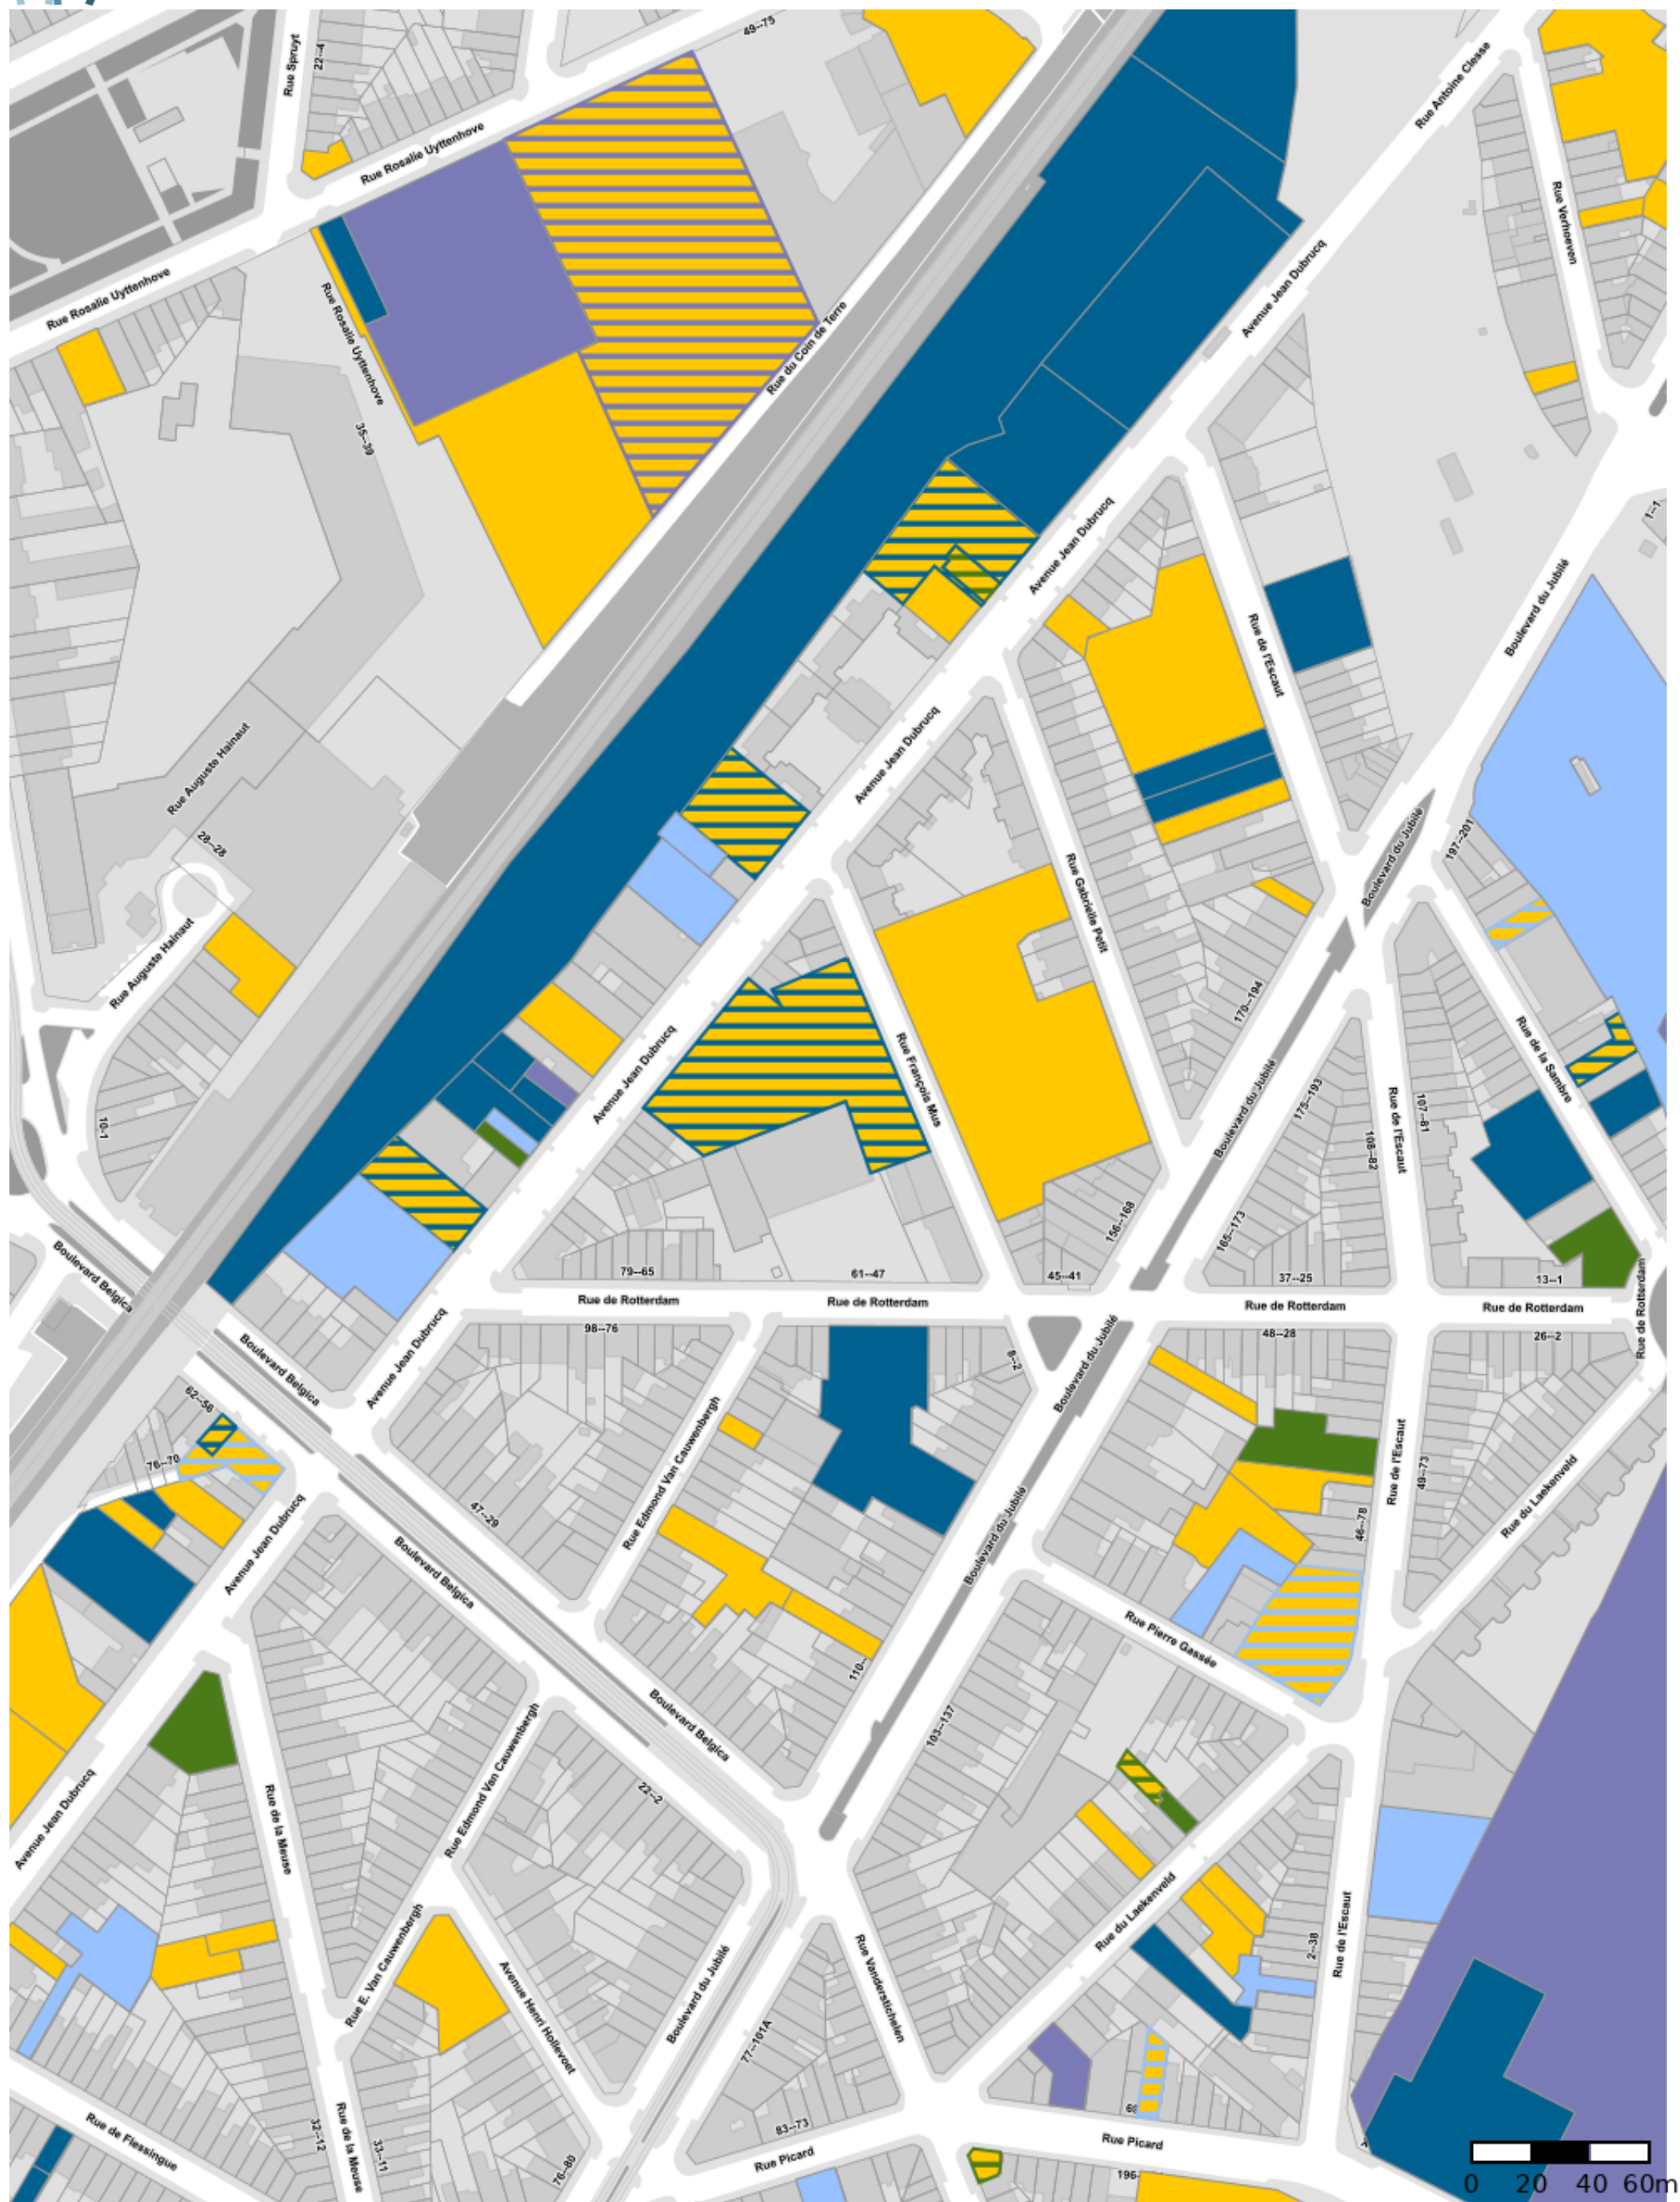 49--75
Rue Spruyt
22--4
Rue Antoine Clesse
Rue Rosalie Uyttenhove
Rue Verhoeven
Rue Rosalie Uyttenhove
Rue Rosalie Uyttenhove
Avenue Jean Dubrucq
Rue du Coin de Terre
35--39
1--1
Avenue Jean Dubrucq
Boulevard du Jubilé
Rue de l'Escaut
Rue Auguste Hainaut
Avenue Jean Dubrucq
28--28
Boulevard du Jubilé
197--201
Rue Gabrielle Petit
Rue Auguste Hainaut
170--194
Rue François Mus
Avenue Jean Dubrucq
Rue de la Sambre
Boulevard du Jubilé
175--193
10-1
107--81
Rue de l'Escaut
108--82
156--168
165--173
Boulevard Belgica
79--65
61--47
45--41
37--25
13--1
Rue de Rotterdam
Rue de Rotterdam
Rue de Rotterdam
Rue de Rotterdam
Rue de Rotterdam
98--76
48--28
26--2
8--2
Boulevard Belgica
Avenue Jean Dubrucq
Boulevard du Jubilé
62--56
76--70
Rue Edmond Van Cauwenbergh
Rue de l'Escaut
49--73
47--29
46--78
Rue du Laekenveld
Avenue Jean Dubrucq
Boulevard Belgica
Boulevard du Jubilé
Rue Pierre Gassée
110--
Boulevard Belgica
103--137
Rue Edmond Van Cauwenbergh
22--2
Avenue Jean Dubrucq
Rue de la Meuse
Rue du Laekenveld
2--38
Rue de l'Escaut
Rue E. Van Cauwenbergh
Avenue Henri Hollevoet
Boulevard du Jubilé
Rue Vanderstichelen
77--101A
Rue de Flessingue
32--12
Rue de la Meuse
33--11
76--80
83--73
Rue Picard
Rue Picard
196-
0 20 40 60m